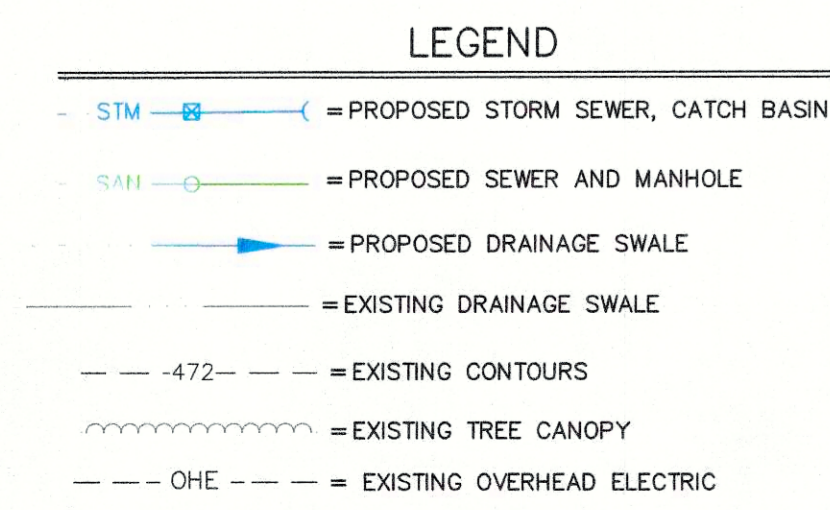 LEGEND
STM = PROPOSED STORM SEWER, CATCH BASIN
SAN = PROPOSED SEWER AND MANHOLE
= PROPOSED DRAINAGE SWALE
= EXISTING DRAINAGE SWALE
-472- = EXISTING CONTOURS
= EXISTING TREE CANOPY
OHE = EXISTING OVERHEAD ELECTRIC